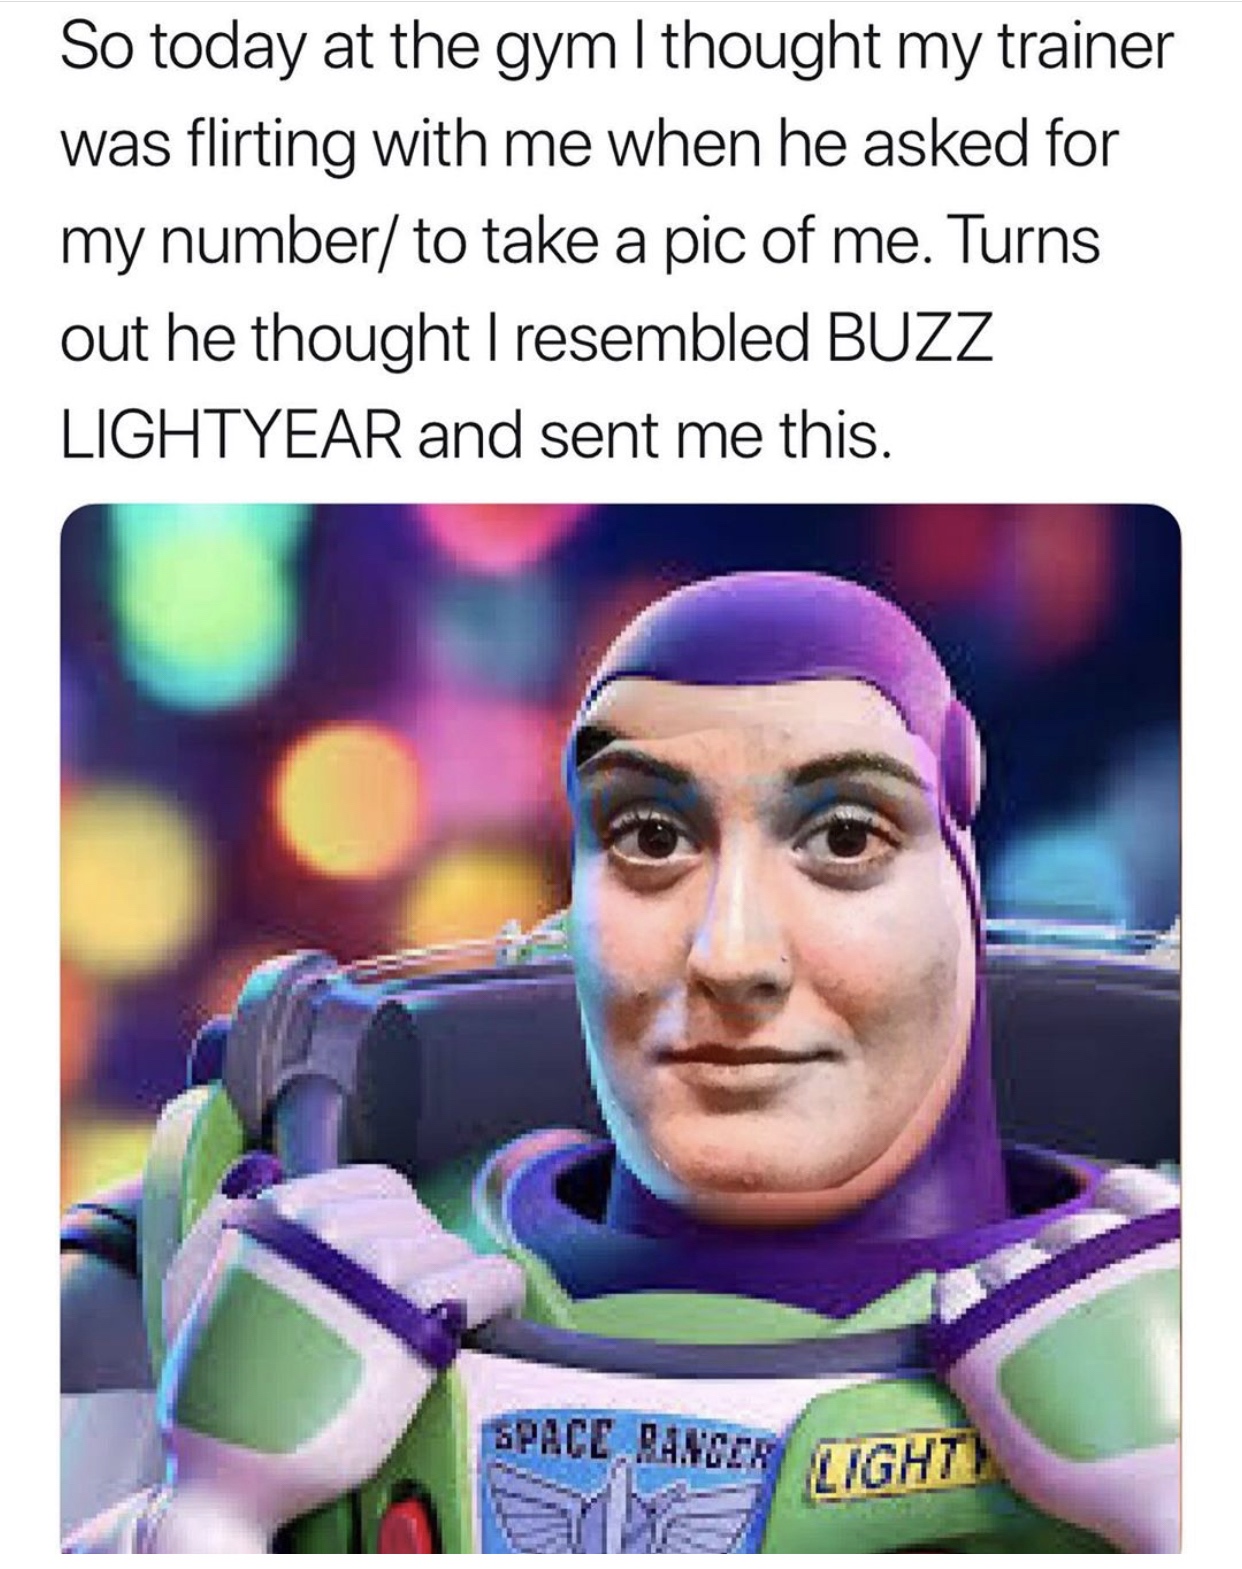 So today at the gym I thought my trainer
was flirting with me when he asked for
my number/ to take a pic of me. Turns
out he thought I resembled BUZZ
LIGHTYEAR and sent me this.
SPACE RANGER
LIGHTY